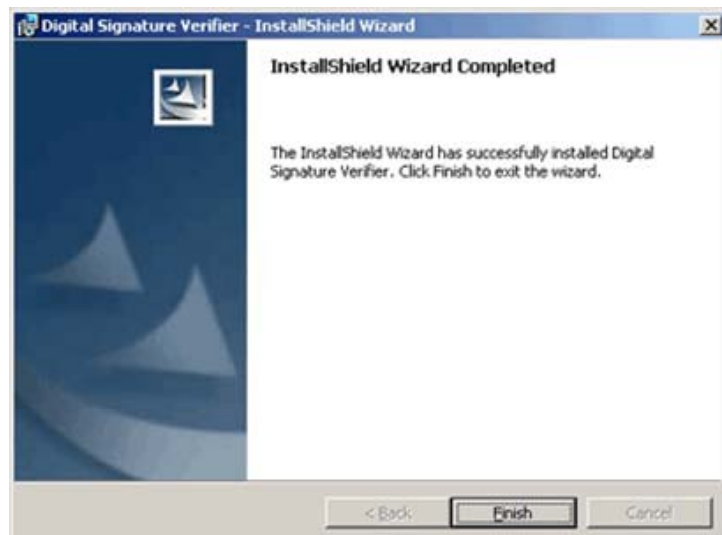 Digital Signature Verifier - InstallShield Wizard
InstallShield Wizard Completed
The InstallShield Wizard has successfully installed Digital
Signature Verifier. Click Finish to exit the wizard.
< Back
Finish
Cancel